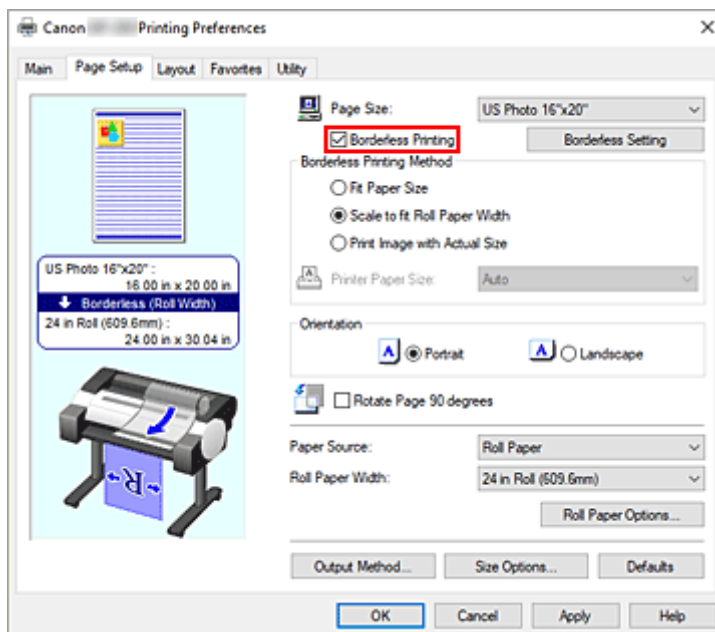 Canon Printing Preferences
Main Page Setup Layout Favorites Utility
Page Size: US Photo 16"x20"
Borderless Printing Borderless Setting
Borderless Printing Method
Fit Paper Size
Scale to fit Roll Paper Width
Print Image with Actual Size
Printer Paper Size: Auto
US Photo 16"x20" :
16.00 in x 20.00 in
Borderless (Roll Width)
24 in Roll (609.6mm) :
24.00 in x 30.04 in
Orientation
A Portrait A Landscape
Rotate Page 90 degrees
R
Paper Source: Roll Paper
Roll Paper Width: 24 in Roll (609.6mm)
Roll Paper Options...
Output Method... Size Options... Defaults
OK Cancel Apply Help